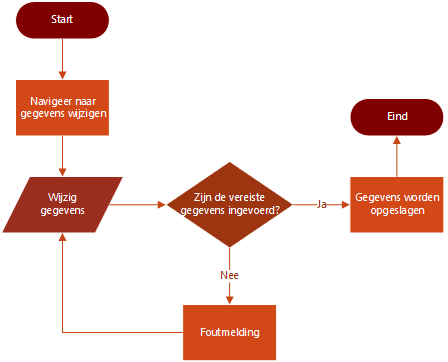 Start
Navigeer naar
gegevens wijzigen
Eind
Wijzig
gegevens
Zijn de vereiste
gegevens ingevoerd?
Ja
Gegevens worden
opgeslagen
Nee
Foutmelding